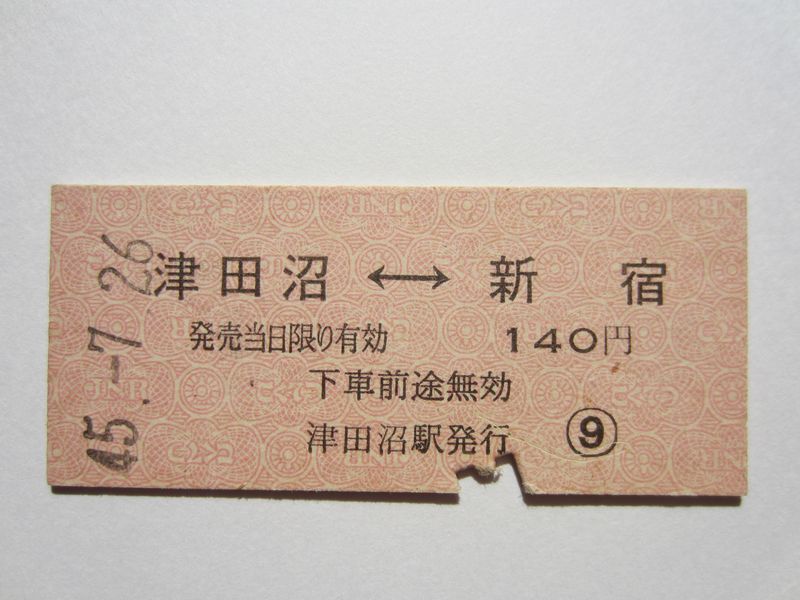 45.-7.26
津田沼 ↔ 新宿
発売当日限り有効 140円
下車前途無効
津田沼駅発行 ⑨